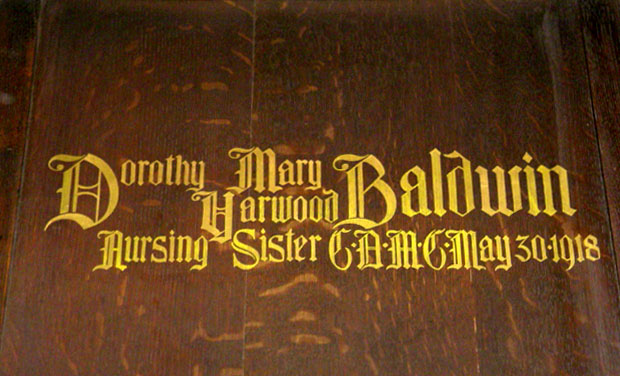 Dorothy Mary
Harwood Baldwin
Nursing Sister C·A·M·C·May 30·1918